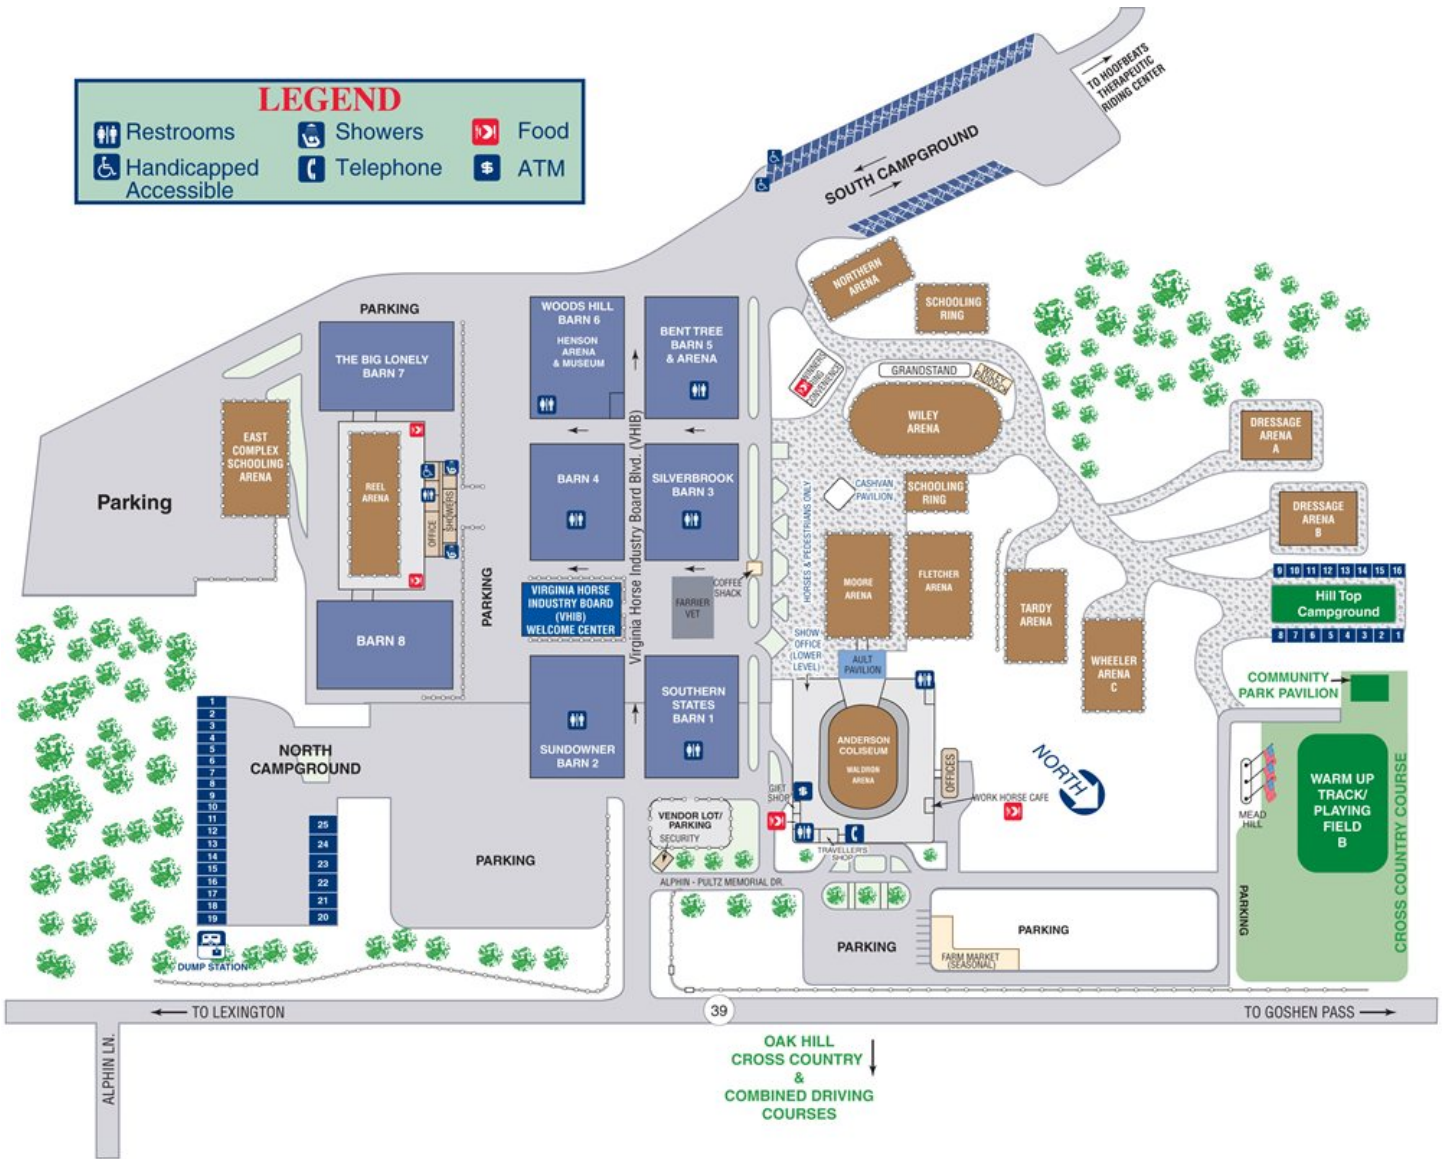 LEGEND
Restrooms
Showers
Food
Handicapped
Accessible
Telephone
$
ATM
TO HOOFBEATS
THERAPEUTIC
RIDING CENTER
SOUTH CAMPGROUND
NORTHERN
ARENA
SCHOOLING
RING
PARKING
THE BIG LONELY
BARN 7
WOODS HILL
BARN 6
HENSON
ARENA
& MUSEUM
BENT TREE
BARN 5
& ARENA
WINNERS
RING
CONVENIENCE
GRANDSTAND
WILEY
PADDOCK
WILEY
ARENA
EAST
COMPLEX
SCHOOLING
ARENA
Parking
REEL
ARENA
OFFICE
SHOWERS
PARKING
BARN 4
SILVERBROOK
BARN 3
Virginia Horse Industry Board Blvd. (VHIB)
HORSES & PEDESTRIANS ONLY
CASHVAN
PAVILION
SCHOOLING
RING
DRESSAGE
ARENA
A
DRESSAGE
ARENA
B
MOORE
ARENA
FLETCHER
ARENA
TARDY
ARENA
WHEELER
ARENA
C
9 10 11 12 13 14 15 16
Hill Top
Campground
8 7 6 5 4 3 2 1
VIRGINIA HORSE
INDUSTRY BOARD
(VHIB)
WELCOME CENTER
FARRIER
VET
COFFEE
SHACK
SHOW
OFFICE
(LOWER
LEVEL)
AULT
PAVILION
BARN 8
SUNDOWNER
BARN 2
SOUTHERN
STATES
BARN 1
ANDERSON
COLISEUM
WALDRON
ARENA
OFFICES
NORTH
WORK HORSE CAFE
GIFT
SHOP
$
TRAVELLER'S
SHOP
COMMUNITY
PARK PAVILION
WARM UP
TRACK/
PLAYING
FIELD
B
MEAD
HILL
CROSS COUNTRY COURSE
PARKING
NORTH
CAMPGROUND
1
2
3
4
5
6
7
8
9
10
11
12
13
14
15
16
17
18
19
25
24
23
22
21
20
DUMP STATION
PARKING
VENDOR LOT/
PARKING
SECURITY
ALPHIN - PULTZ MEMORIAL DR.
PARKING
PARKING
FARM MARKET
(SEASONAL)
TO LEXINGTON
39
TO GOSHEN PASS
ALPHIN LN.
OAK HILL
CROSS COUNTRY
&
COMBINED DRIVING
COURSES